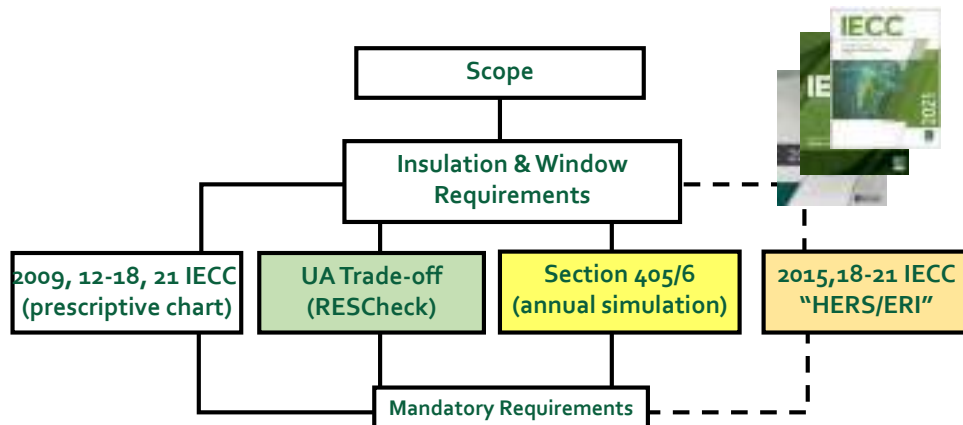 Scope
IECC
IE
2021
Insulation & Window
Requirements
2009, 12-18, 21 IECC
(prescriptive chart)
UA Trade-off
(RESCheck)
Section 405/6
(annual simulation)
2015,18-21 IECC
“HERS/ERI”
Mandatory Requirements